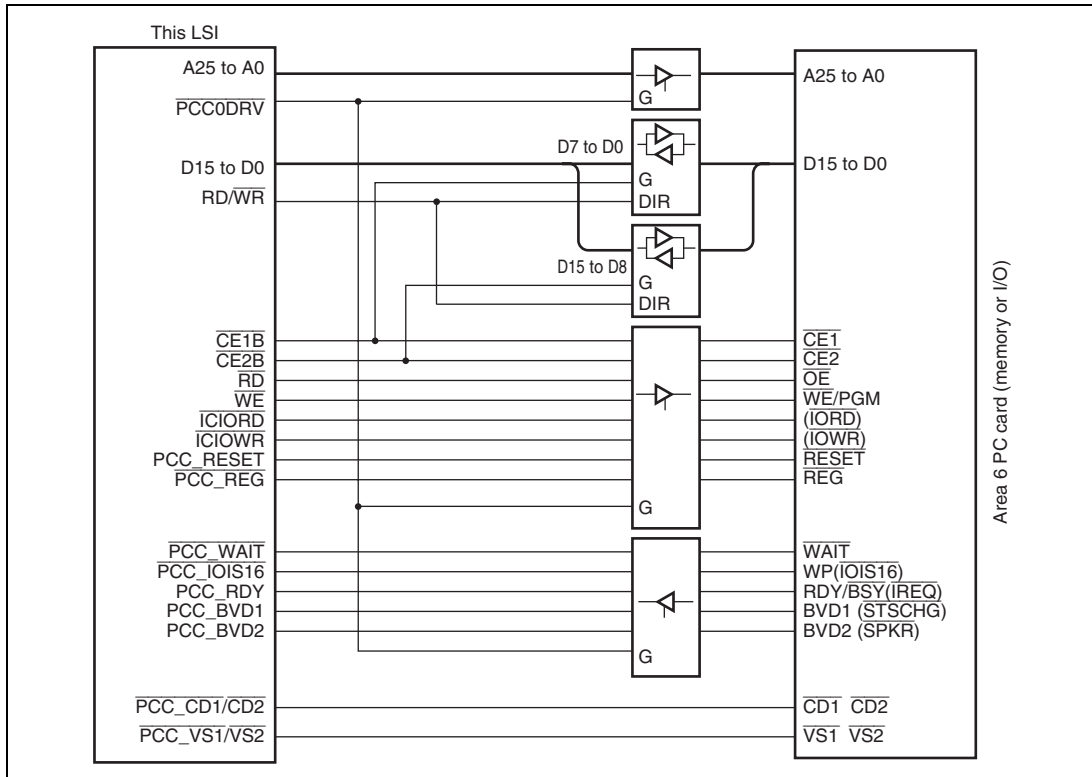 This LSI
A25 to A0
PCC0DRV
D15 to D0
RD/WR
CE1B
CE2B
RD
WE
ICIORD
ICIOWR
PCC_RESET
PCC_REG
PCC_WAIT
PCC_IOIS16
PCC_RDY
PCC_BVD1
PCC_BVD2
PCC_CD1/CD2
PCC_VS1/VS2
G
D7 to D0
G
DIR
D15 to D8
G
DIR
G
G
A25 to A0
D15 to D0
CE1
CE2
OE
WE/PGM
(IORD)
(IOWR)
RESET
REG
WAIT
WP(IOIS16)
RDY/BSY(IREQ)
BVD1 (STSCHG)
BVD2 (SPKR)
CD1 CD2
VS1 VS2
Area 6 PC card (memory or I/O)